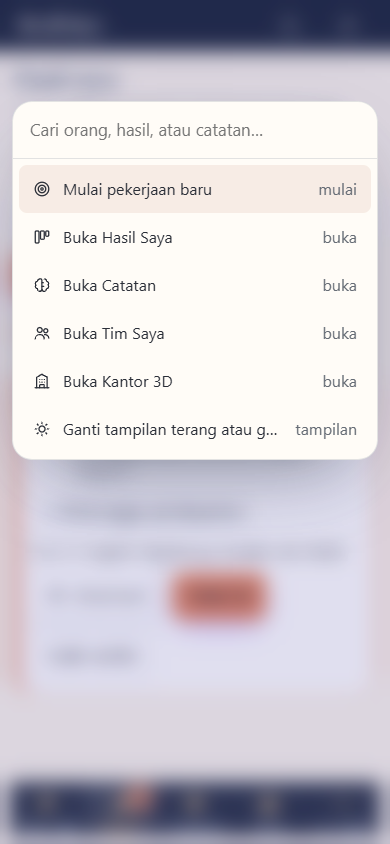 Cari orang, hasil, atau catatan...
Mulai pekerjaan baru mulai
Buka Hasil Saya buka
Buka Catatan buka
Buka Tim Saya buka
Buka Kantor 3D buka
Ganti tampilan terang atau g... tampilan